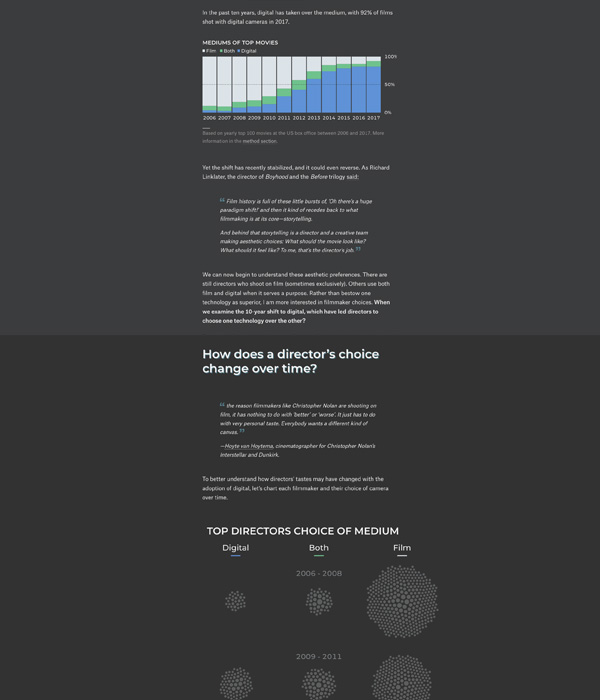 In the past ten years, digital has taken over the medium, with 92% of films
shot with digital cameras in 2017.
MEDIUMS OF TOP MOVIES
Film Both Digital
100%
50%
0%
2006 2007 2008 2009 2010 2011 2012 2013 2014 2015 2016 2017
Based on yearly top 100 movies at the US box office between 2006 and 2017. More
information in the method section.
Yet the shift has recently stabilized, and it could even reverse. As Richard
Linklater, the director of Boyhood and the Before trilogy said:
“ Film history is full of these little bursts of, ‘Oh there's a huge
paradigm shift!’ and then it kind of recedes back to what
filmmaking is at its core—storytelling.
And behind that storytelling is a director and a creative team
making aesthetic choices: What should the movie look like?
What should it feel like? To me, that's the director's job. ”
We can now begin to understand these aesthetic preferences. There are
still directors who shoot on film (sometimes exclusively). Others use both
film and digital when it serves a purpose. Rather than bestow one
technology as superior, I am more interested in filmmaker choices. When
we examine the 10-year shift to digital, which have led directors to
choose one technology over the other?
How does a director's choice
change over time?
“ the reason filmmakers like Christopher Nolan are shooting on
film, it has nothing to do with ‘better’ or ‘worse’. It just has to do
with very personal taste. Everybody wants a different kind of
canvas. ”
—Hoyte van Hoytema, cinematographer for Christopher Nolan's
Interstellar and Dunkirk.
To better understand how directors' tastes may have changed with the
adoption of digital, let's chart each filmmaker and their choice of camera
over time.
TOP DIRECTORS CHOICE OF MEDIUM
Digital Both Film
2006 - 2008
2009 - 2011